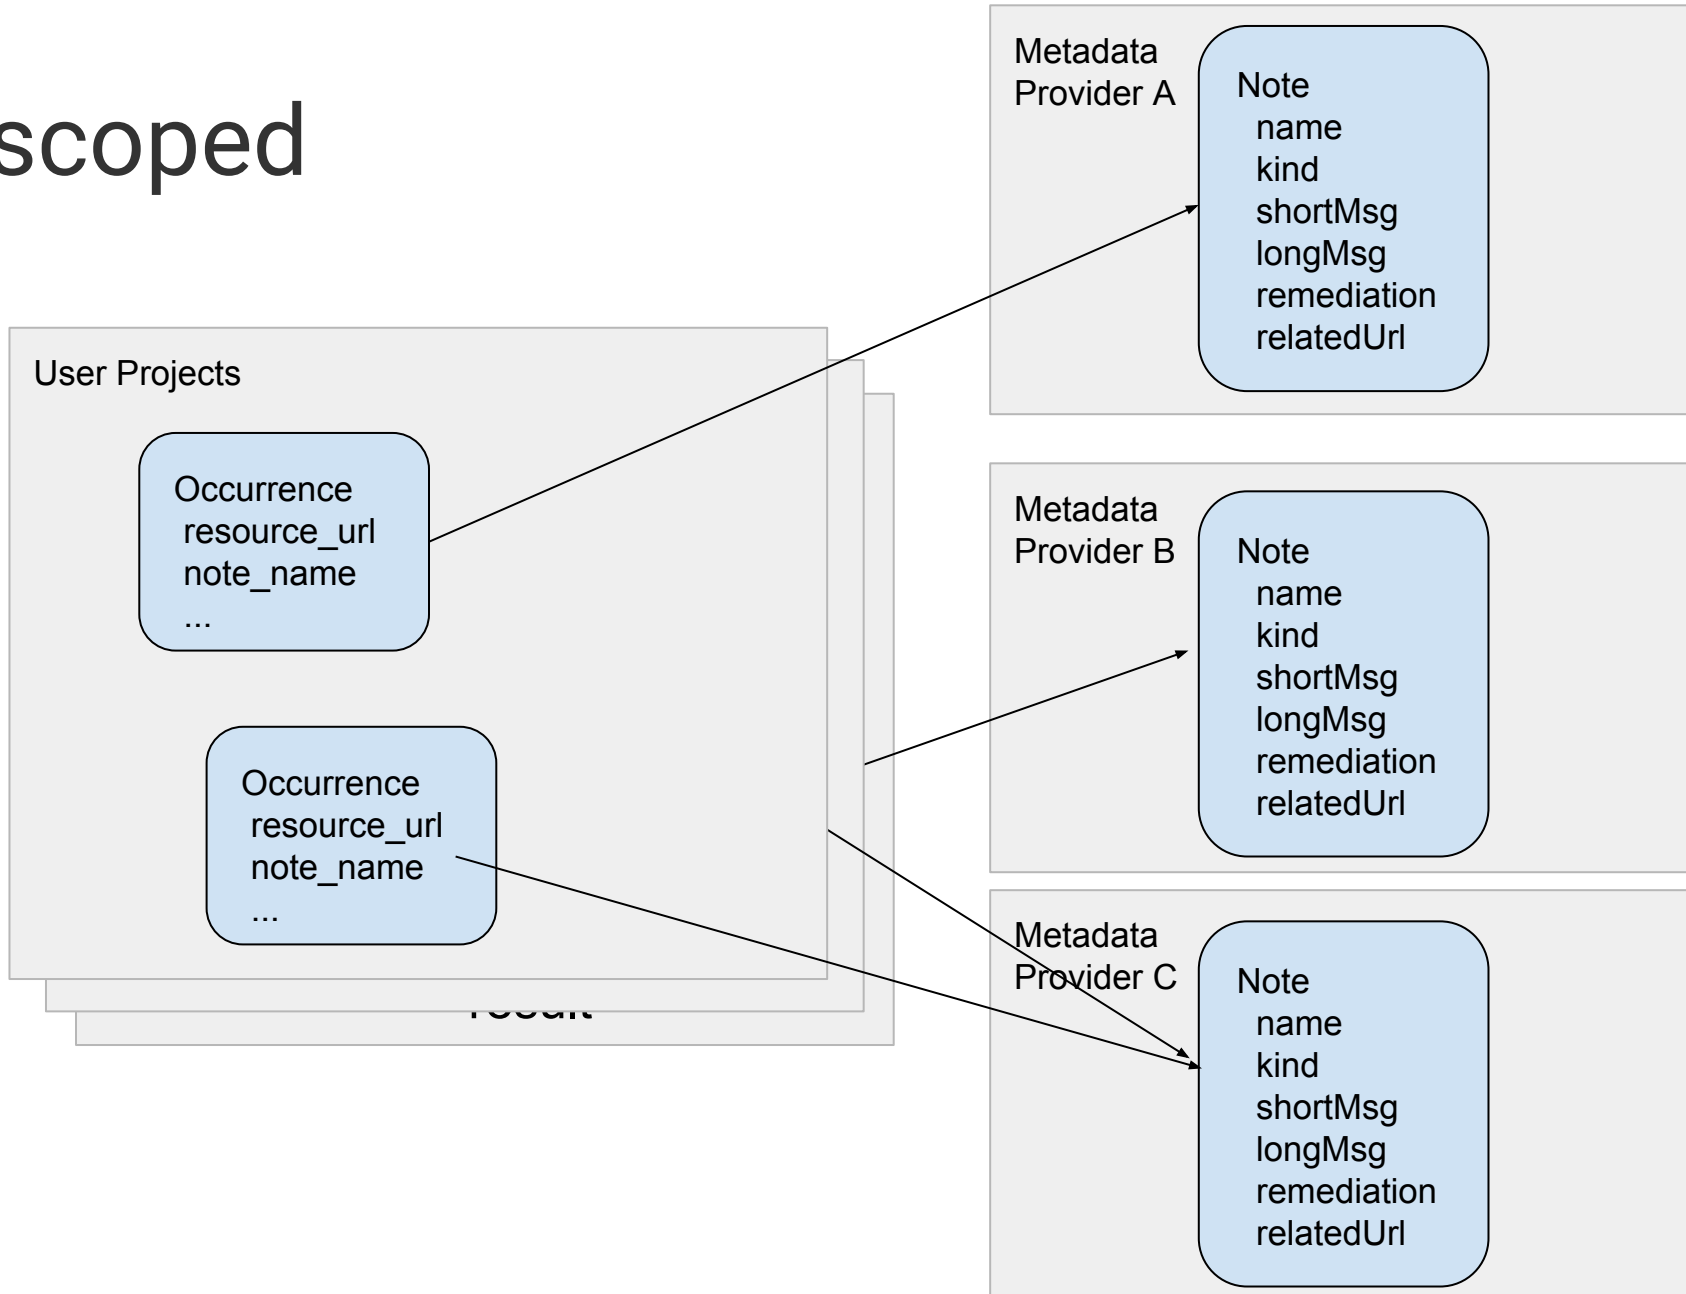 scoped
User Projects
Occurrence
resource_url
note_name
...
Occurrence
resource_url
note_name
...
Metadata
Provider A
Note
name
kind
shortMsg
longMsg
remediation
relatedUrl
Metadata
Provider B
Note
name
kind
shortMsg
longMsg
remediation
relatedUrl
Metadata
Provider C
Note
name
kind
shortMsg
longMsg
remediation
relatedUrl